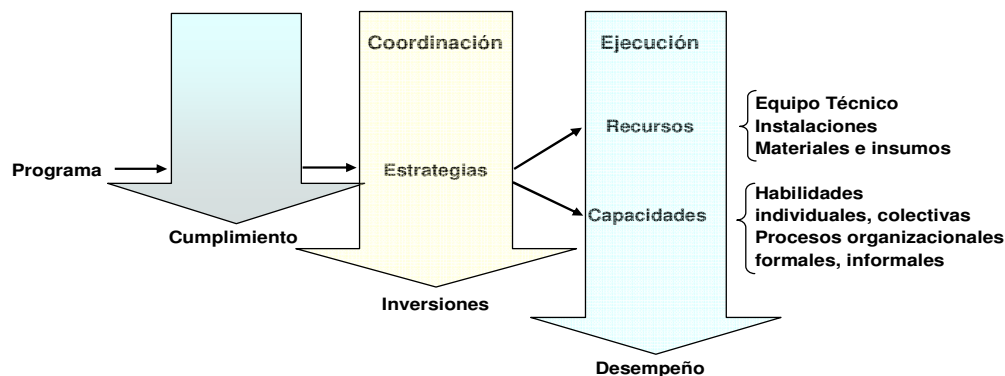 Coordinación
Ejecución
Equipo Técnico
Recursos
Instalaciones
Materiales e insumos
Programa
Estrategias
Habilidades
individuales, colectivas
Capacidades
Procesos organizacionales
formales, informales
Cumplimiento
Inversiones
Desempeño